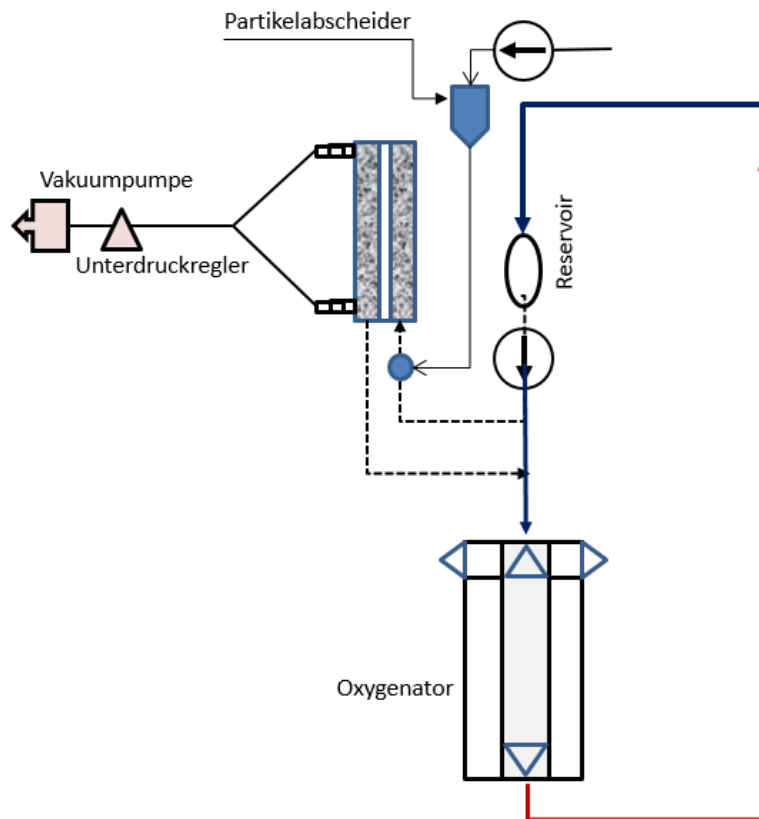 Partikelabscheider
Vakuumpumpe
Unterdruckregler
Reservoir
Oxygenator